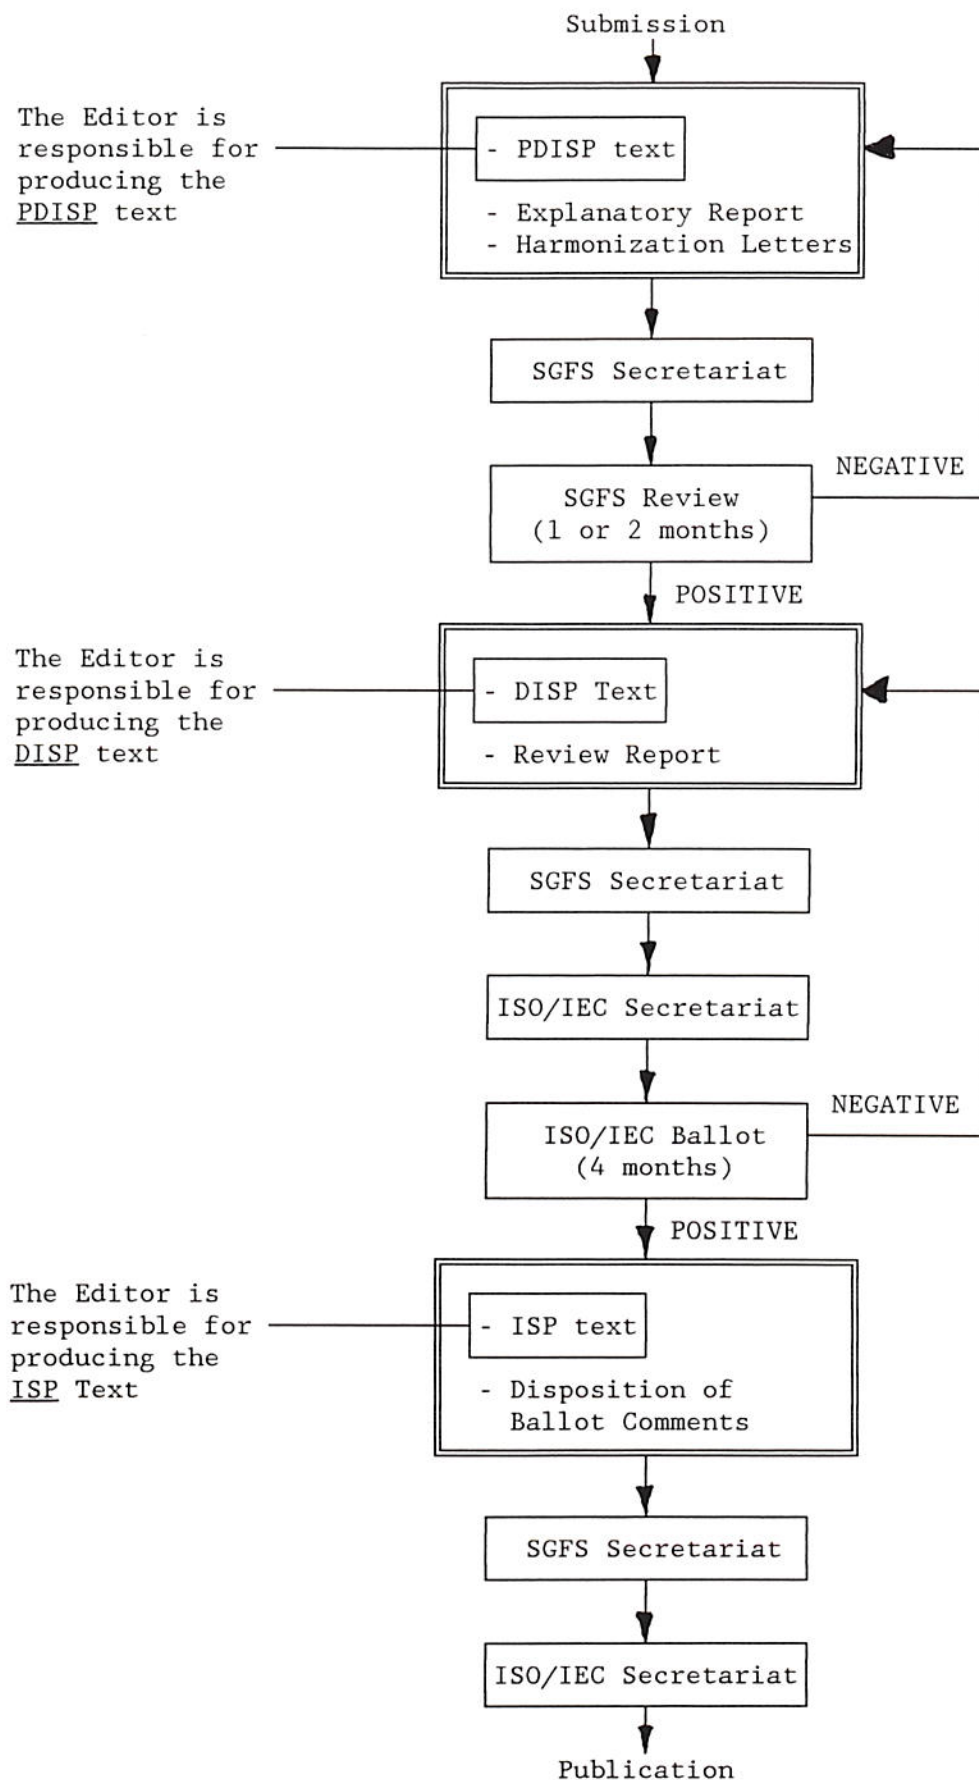 Submission
The Editor is
responsible for
producing the
PDISP text
- PDISP text
- Explanatory Report
- Harmonization Letters
SGFS Secretariat
SGFS Review
(1 or 2 months)
NEGATIVE
POSITIVE
The Editor is
responsible for
producing the
DISP text
- DISP Text
- Review Report
SGFS Secretariat
ISO/IEC Secretariat
ISO/IEC Ballot
(4 months)
NEGATIVE
POSITIVE
The Editor is
responsible for
producing the
ISP Text
- ISP text
- Disposition of
Ballot Comments
SGFS Secretariat
ISO/IEC Secretariat
Publication